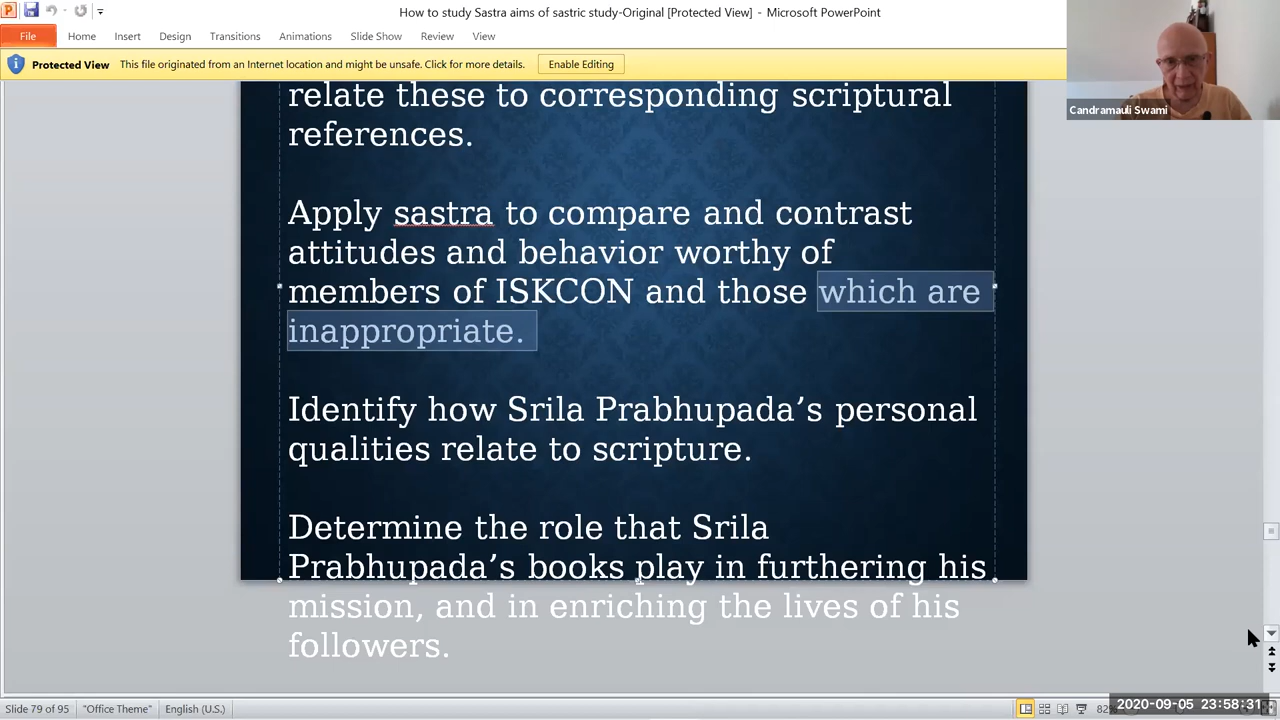 How to study Sastra aims of sastric study-Original [Protected View] - Microsoft PowerPoint
File Home Insert Design Transitions Animations Slide Show Review View
Protected View This file originated from an Internet location and might be unsafe. Click for more details. Enable Editing
Candramauli Swami
relate these to corresponding scriptural
references.
Apply sastra to compare and contrast
attitudes and behavior worthy of
members of ISKCON and those which are
inappropriate.
Identify how Srila Prabhupada’s personal
qualities relate to scripture.
Determine the role that Srila
Prabhupada’s books play in furthering his
mission, and in enriching the lives of his
followers.
Slide 79 of 95 "Office Theme" English (U.S.)
2020-09-05 23:58:31